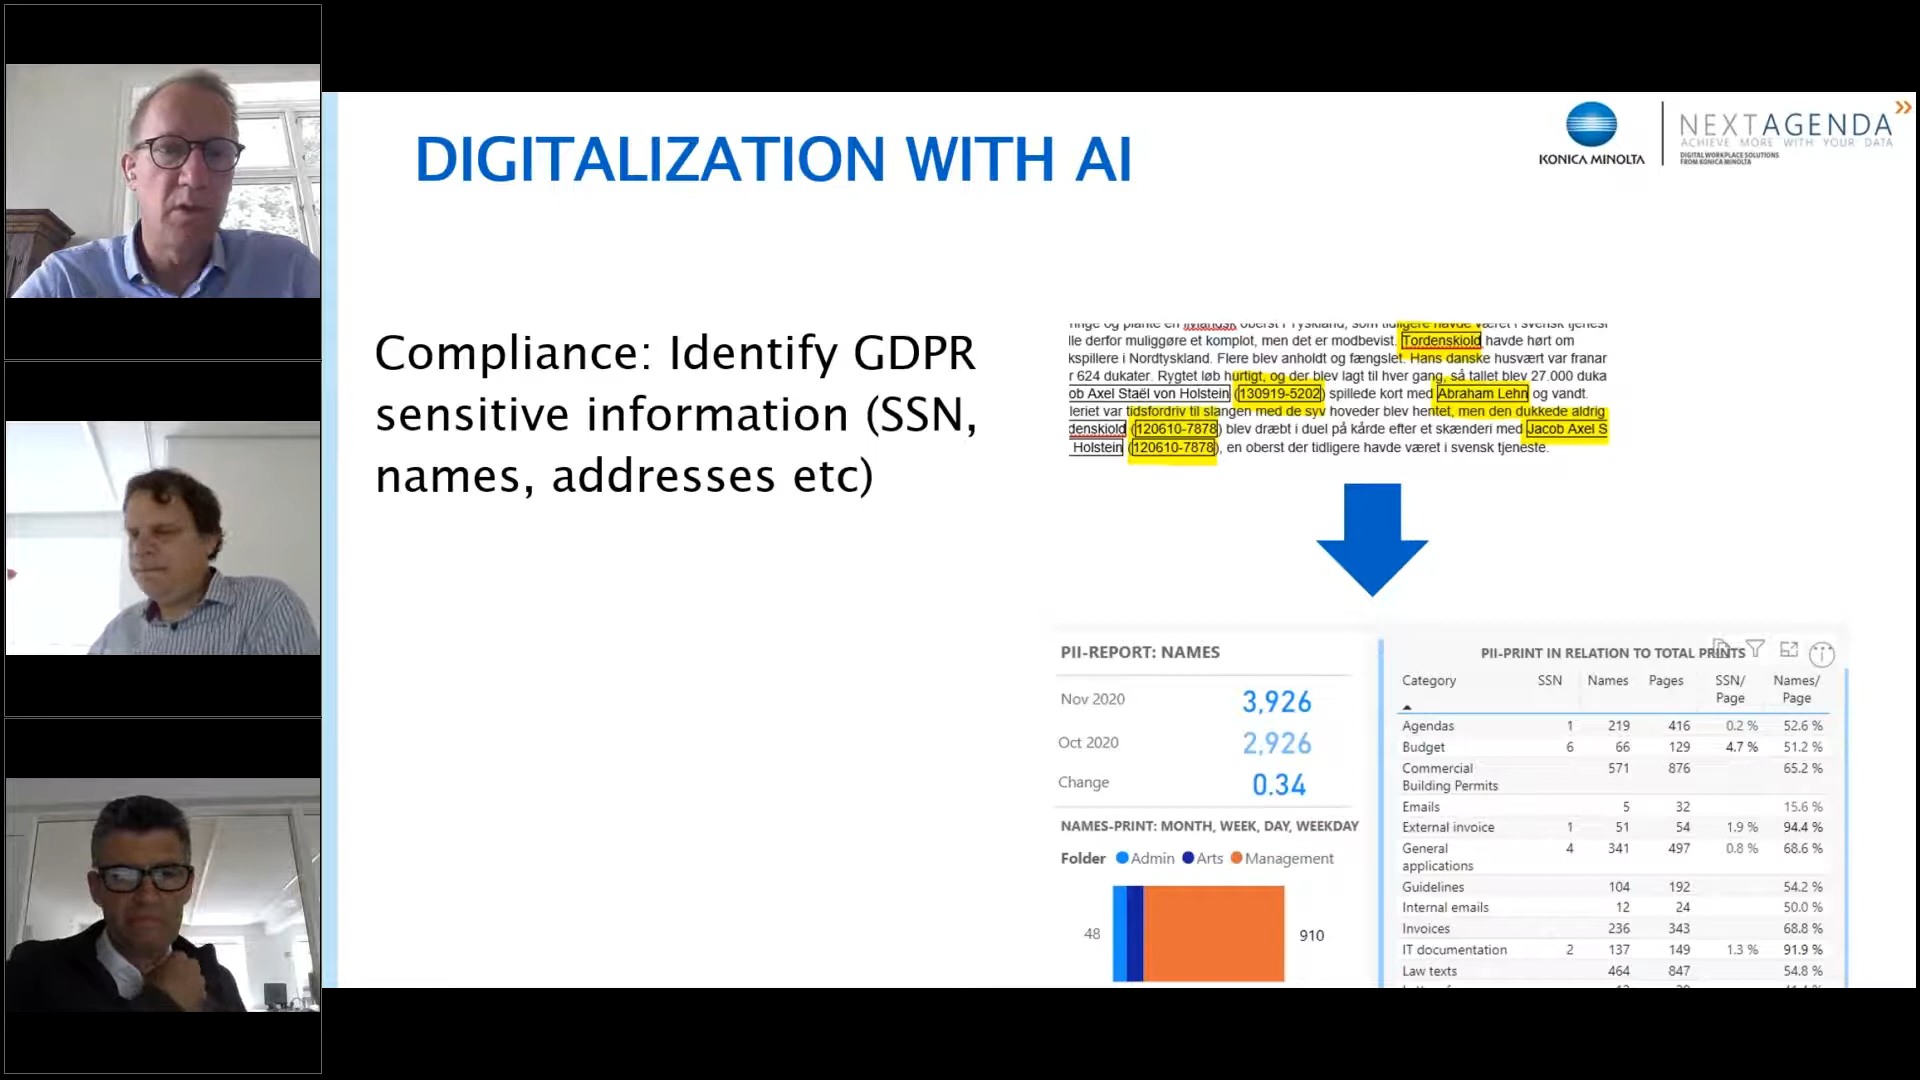 DIGITALIZATION WITH AI
KONICA MINOLTA
NEXTAGENDA
ACHIEVE MORE WITH YOUR DATA
DIGITAL WORKPLACE SOLUTIONS
FROM KONICA MINOLTA
Compliance: Identify GDPR
sensitive information (SSN,
names, addresses etc)
lle derfor muliggøre et komplot, men det er modbevist. Tordenskiold havde hørt om
kspillere i Nordtyskland. Flere blev anholdt og fængslet. Hans danske husvært var franar
r 624 dukater. Rygtet løb hurtigt, og der blev lagt til hver gang, så tallet blev 27.000 duka
ob Axel Staël von Holstein (130919-5202) spillede kort med Abraham Lehn og vandt.
leriet var tidsfordriv til slangen med de syv hoveder blev hentet, men den dukkede aldrig
denskiold (120610-7878) blev dræbt i duel på kårde efter et skænderi med Jacob Axel S
Holstein (120610-7878), en oberst der tidligere havde været i svensk tjeneste.
PII-REPORT: NAMES
Nov 2020 3,926
Oct 2020 2,926
Change 0.34
NAMES-PRINT: MONTH, WEEK, DAY, WEEKDAY
Folder Admin Arts Management
48 910
PII-PRINT IN RELATION TO TOTAL PRINTS
Category SSN Names Pages SSN/ Names/
Page Page
Agendas 1 219 416 0.2 % 52.6 %
Budget 6 66 129 4.7 % 51.2 %
Commercial 571 876 65.2 %
Building Permits
Emails 5 32 15.6 %
External invoice 1 51 54 1.9 % 94.4 %
General 4 341 497 0.8 % 68.6 %
applications
Guidelines 104 192 54.2 %
Internal emails 12 24 50.0 %
Invoices 236 343 68.8 %
IT documentation 2 137 149 1.3 % 91.9 %
Law texts 464 847 54.8 %